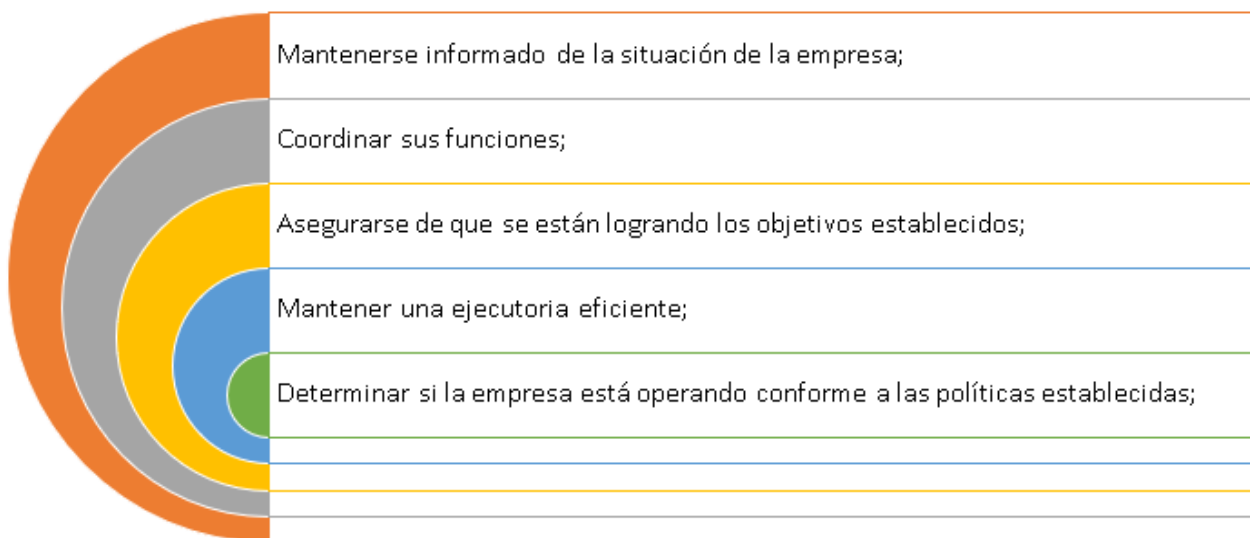 Mantenerse informado de la situación de la empresa;
Coordinar sus funciones;
Asegurarse de que se están logrando los objetivos establecidos;
Mantener una ejecutoria eficiente;
Determinar si la empresa está operando conforme a las políticas establecidas;